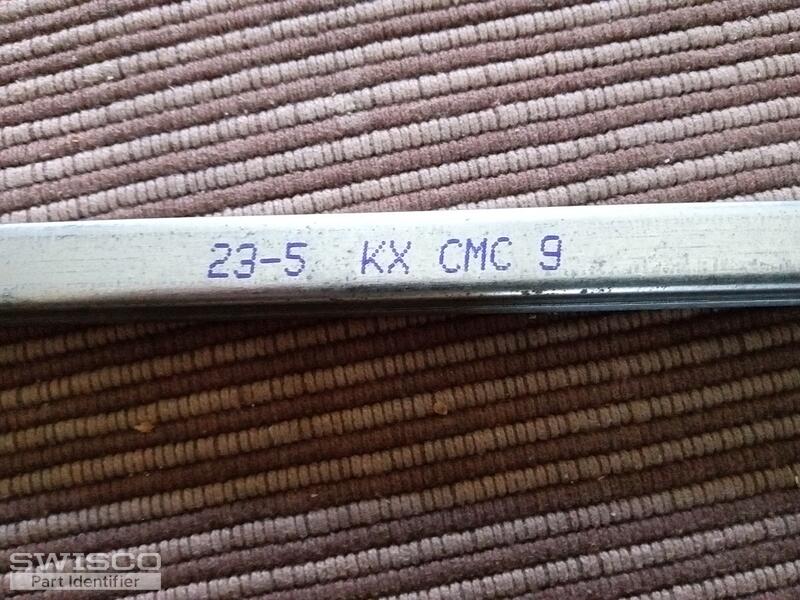 23-5 KX CMC 9
SWISCO
Part Identifier